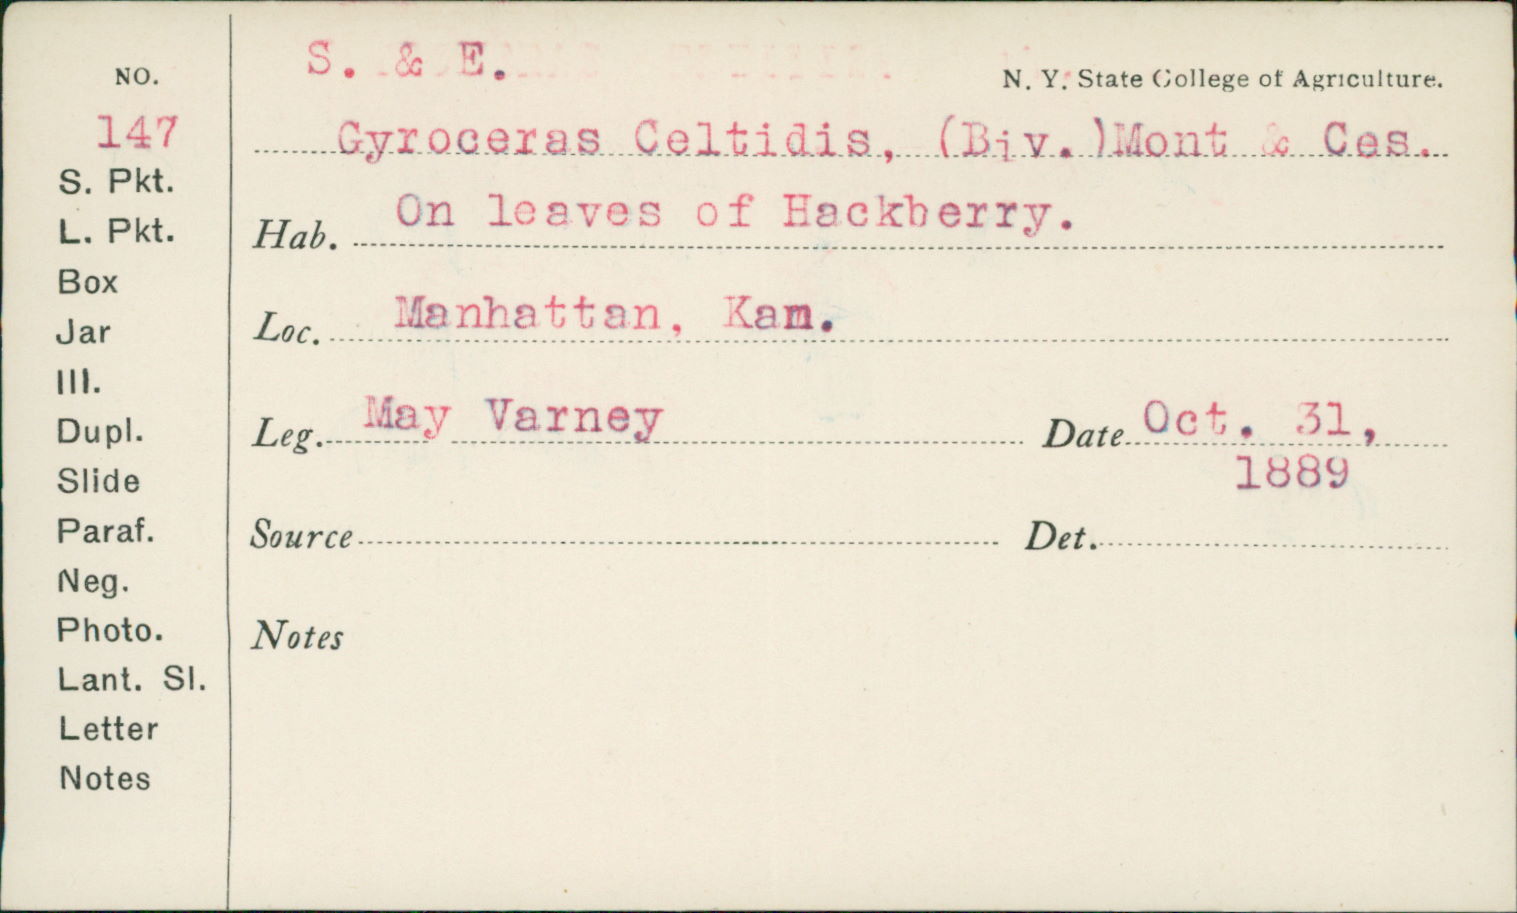 S. & E.
NO.
N. Y. State College of Agriculture.
147
Gyroceras Celtidis, (Biv.)Mont & Ces.
S. Pkt.
L. Pkt.
Hab. On leaves of Hackberry.
Box
Jar
Loc. Manhattan, Kam.
Ill.
Dupl.
Leg. May Varney Date Oct. 31,
1889
Slide
Paraf.
Source Det.
Neg.
Photo.
Notes
Lant. Sl.
Letter
Notes